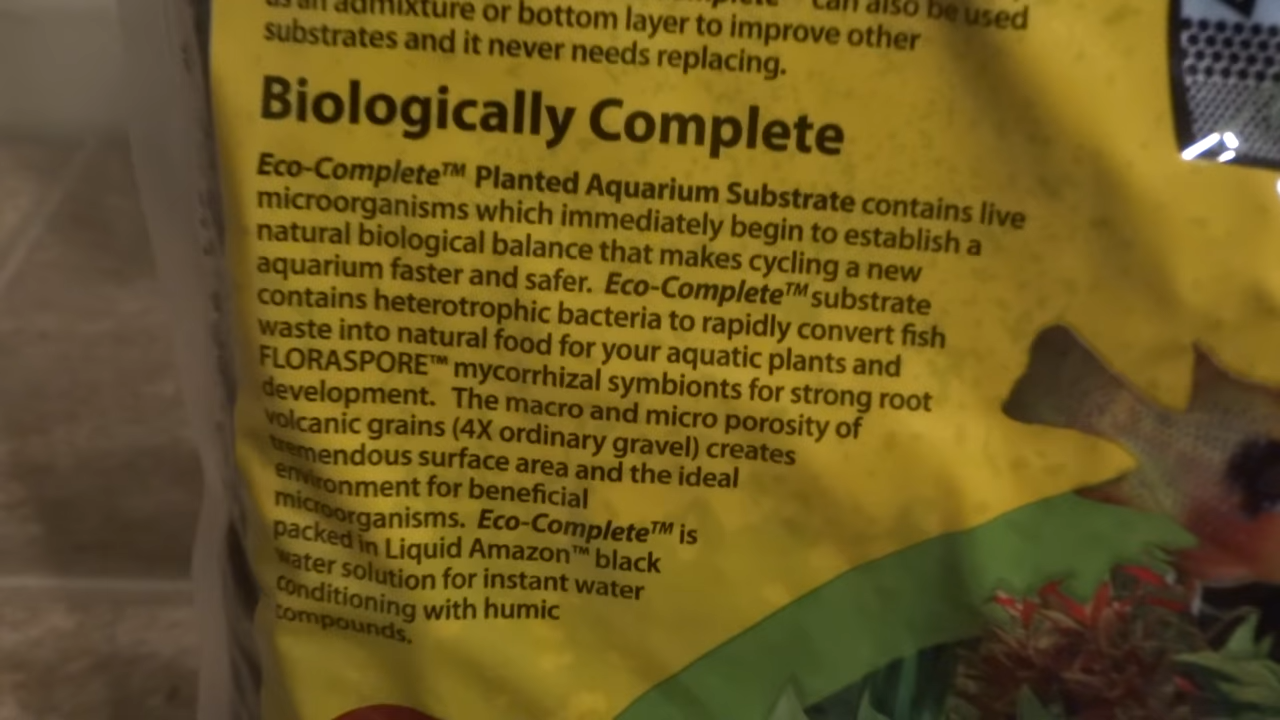 can also be used
as an admixture or bottom layer to improve other
substrates and it never needs replacing.
Biologically Complete
Eco-Complete™ Planted Aquarium Substrate contains live
microorganisms which immediately begin to establish a
natural biological balance that makes cycling a new
aquarium faster and safer. Eco-Complete™ substrate
contains heterotrophic bacteria to rapidly convert fish
waste into natural food for your aquatic plants and
FLORASPORE™ mycorrhizal symbionts for strong root
development. The macro and micro porosity of
volcanic grains (4X ordinary gravel) creates
tremendous surface area and the ideal
environment for beneficial
microorganisms. Eco-Complete™ is
packed in Liquid Amazon™ black
water solution for instant water
conditioning with humic
compounds.